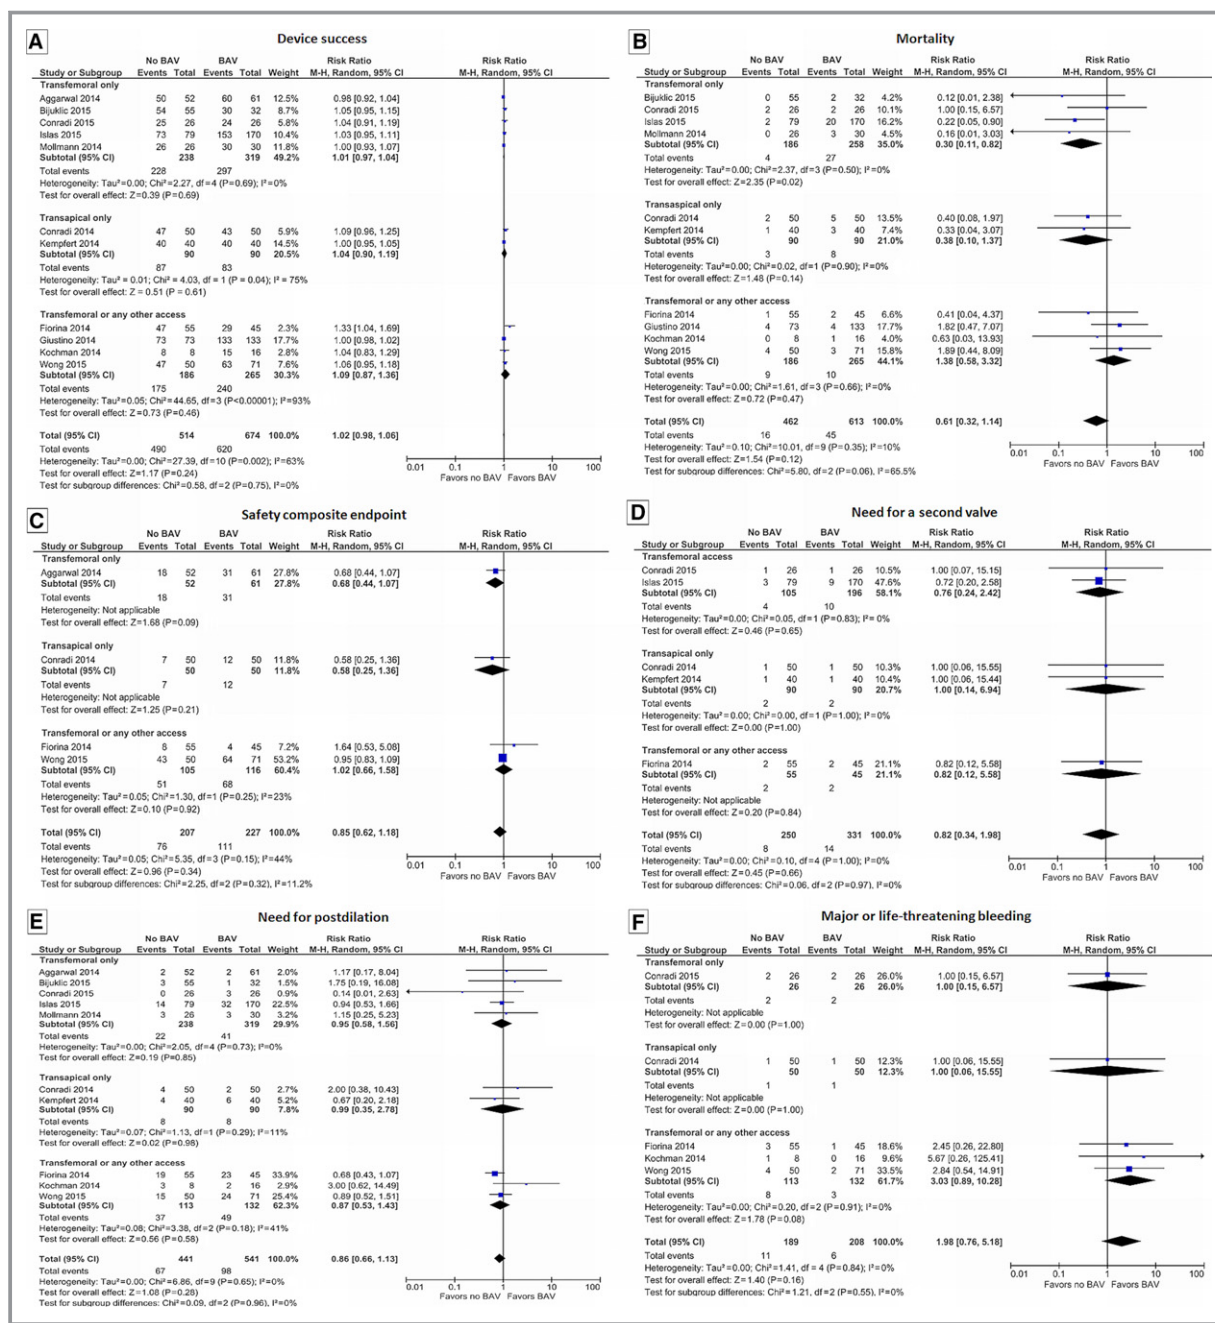 A
Device success
No BAV BAV Risk Ratio Risk Ratio
Study or Subgroup Events Total Events Total Weight M-H, Random, 95% CI M-H, Random, 95% CI
Transfemoral only
Aggarwal 2014 50 52 60 61 12.5% 0.98 [0.92, 1.04]
Bijuklic 2015 54 55 30 32 8.7% 1.05 [0.95, 1.15]
Conradi 2015 25 26 24 26 5.8% 1.04 [0.91, 1.19]
Islas 2015 73 79 153 170 10.4% 1.03 [0.95, 1.11]
Mollmann 2014 26 26 30 30 11.8% 1.00 [0.93, 1.07]
Subtotal (95% CI) 238 319 49.2% 1.01 [0.97, 1.04]
Total events 228 297
Heterogeneity: Tau²=0.00; Chi²=2.27, df=4 (P=0.69); I²=0%
Test for overall effect: Z=0.39 (P=0.69)
Transapical only
Conradi 2014 47 50 43 50 5.9% 1.09 [0.96, 1.25]
Kempfert 2014 40 40 40 40 14.5% 1.00 [0.95, 1.05]
Subtotal (95% CI) 90 90 20.5% 1.04 [0.90, 1.19]
Total events 87 83
Heterogeneity: Tau² = 0.01; Chi² = 4.03, df = 1 (P = 0.04); I² = 75%
Test for overall effect: Z = 0.51 (P = 0.61)
Transfemoral or any other access
Fiorina 2014 47 55 29 45 2.3% 1.33 [1.04, 1.69]
Giustino 2014 73 73 133 133 17.5% 1.00 [0.98, 1.02]
Kochman 2014 8 8 15 16 2.8% 1.04 [0.83, 1.29]
Wong 2015 47 50 63 71 7.6% 1.06 [0.95, 1.18]
Subtotal (95% CI) 186 265 30.3% 1.09 [0.87, 1.36]
Total events 175 240
Heterogeneity: Tau²=0.05; Chi²=44.65, df=3 (P<0.00001); I²=93%
Test for overall effect: Z=0.73 (P=0.46)
Total (95% CI) 514 674 100.0% 1.02 [0.98, 1.06]
Total events 490 620
Heterogeneity: Tau²=0.00; Chi²=27.39, df=10 (P=0.002); I²=63%
Test for overall effect: Z=1.17 (P=0.24)
Test for subgroup differences: Chi²=0.58, df=2 (P=0.75), I²=0%
0.01 0.1 1 10 100
Favors no BAV Favors BAV
B
Mortality
No BAV BAV Risk Ratio Risk Ratio
Study or Subgroup Events Total Events Total Weight M-H, Random, 95% CI M-H, Random, 95% CI
Transfemoral only
Bijuklic 2015 0 55 2 32 4.2% 0.12 [0.01, 2.38]
Conradi 2015 2 26 2 26 10.1% 1.00 [0.15, 6.57]
Islas 2015 2 79 20 170 16.2% 0.22 [0.05, 0.90]
Mollmann 2014 0 26 3 30 4.5% 0.16 [0.01, 3.03]
Subtotal (95% CI) 186 258 35.0% 0.30 [0.11, 0.82]
Total events 4 27
Heterogeneity: Tau²=0.00; Chi²=2.37, df=3 (P=0.50); I²=0%
Test for overall effect: Z=2.35 (P=0.02)
Transaspical only
Conradi 2014 2 50 5 50 13.5% 0.40 [0.08, 1.97]
Kempfert 2014 1 40 3 40 7.4% 0.33 [0.04, 3.07]
Subtotal (95% CI) 90 90 21.0% 0.38 [0.10, 1.37]
Total events 3 8
Heterogeneity: Tau²=0.00; Chi²=0.02, df=1 (P=0.90); I²=0%
Test for overall effect: Z=1.48 (P=0.14)
Transfemoral or any other access
Fiorina 2014 1 55 2 45 6.6% 0.41 [0.04, 4.37]
Giustino 2014 4 73 4 133 17.7% 1.82 [0.47, 7.07]
Kochman 2014 0 8 1 16 4.0% 0.63 [0.03, 13.93]
Wong 2015 4 50 3 71 15.8% 1.89 [0.44, 8.09]
Subtotal (95% CI) 186 265 44.1% 1.38 [0.58, 3.32]
Total events 9 10
Heterogeneity: Tau²=0.00; Chi²=1.61, df=3 (P=0.66); I²=0%
Test for overall effect: Z=0.72 (P=0.47)
Total (95% CI) 462 613 100.0% 0.61 [0.32, 1.14]
Total events 16 45
Heterogeneity: Tau²=0.10; Chi²=10.01, df=9 (P=0.35); I²=10%
Test for overall effect: Z=1.54 (P=0.12)
Test for subgroup differences: Chi²=5.80, df=2 (P=0.06), I²=65.5%
0.01 0.1 1 10 100
Favors no BAV Favors BAV
C
Safety composite endpoint
No BAV BAV Risk Ratio Risk Ratio
Study or Subgroup Events Total Events Total Weight M-H, Random, 95% CI M-H, Random, 95% CI
Transfemoral only
Aggarwal 2014 18 52 31 61 27.8% 0.68 [0.44, 1.07]
Subtotal (95% CI) 52 61 27.8% 0.68 [0.44, 1.07]
Total events 18 31
Heterogeneity: Not applicable
Test for overall effect: Z=1.68 (P=0.09)
Transapical only
Conradi 2014 7 50 12 50 11.8% 0.58 [0.25, 1.36]
Subtotal (95% CI) 50 50 11.8% 0.58 [0.25, 1.36]
Total events 7 12
Heterogeneity: Not applicable
Test for overall effect: Z=1.25 (P=0.21)
Transfemoral or any other access
Fiorina 2014 8 55 4 45 7.2% 1.64 [0.53, 5.08]
Wong 2015 43 50 64 71 53.2% 0.95 [0.83, 1.09]
Subtotal (95% CI) 105 116 60.4% 1.02 [0.66, 1.58]
Total events 51 68
Heterogeneity: Tau²=0.05; Chi²=1.30, df=1 (P=0.25); I²=23%
Test for overall effect: Z=0.10 (P=0.92)
Total (95% CI) 207 227 100.0% 0.85 [0.62, 1.18]
Total events 76 111
Heterogeneity: Tau²=0.05; Chi²=5.35, df=3 (P=0.15); I²=44%
Test for overall effect: Z=0.96 (P=0.34)
Test for subgroup differences: Chi²=2.25, df=2 (P=0.32), I²=11.2%
0.01 0.1 1 10 100
Favors no BAV Favors BAV
D
Need for a second valve
No BAV BAV Risk Ratio Risk Ratio
Study or Subgroup Events Total Events Total Weight M-H, Random, 95% CI M-H, Random, 95% CI
Transfemoral access
Conradi 2015 1 26 1 26 10.5% 1.00 [0.07, 15.15]
Islas 2015 3 79 9 170 47.6% 0.72 [0.20, 2.58]
Subtotal (95% CI) 105 196 58.1% 0.76 [0.24, 2.42]
Total events 4 10
Heterogeneity: Tau²=0.00; Chi²=0.05, df=1 (P=0.83); I²= 0%
Test for overall effect: Z=0.46 (P=0.65)
Transapical only
Conradi 2014 1 50 1 50 10.3% 1.00 [0.06, 15.55]
Kempfert 2014 1 40 1 40 10.4% 1.00 [0.06, 15.44]
Subtotal (95% CI) 90 90 20.7% 1.00 [0.14, 6.94]
Total events 2 2
Heterogeneity: Tau²=0.00; Chi²=0.00, df=1 (P=1.00); I²=0%
Test for overall effect: Z=0.00 (P=1.00)
Transfemoral or any other access
Fiorina 2014 2 55 2 45 21.1% 0.82 [0.12, 5.58]
Subtotal (95% CI) 55 45 21.1% 0.82 [0.12, 5.58]
Total events 2 2
Heterogeneity: Not applicable
Test for overall effect: Z=0.20 (P=0.84)
Total (95% CI) 250 331 100.0% 0.82 [0.34, 1.98]
Total events 8 14
Heterogeneity: Tau²=0.00; Chi²=0.10, df=4 (P=1.00); I²=0%
Test for overall effect: Z=0.45 (P=0.66)
Test for subgroup differences: Chi²=0.06, df=2 (P=0.97), I²=0%
0.01 0.1 1 10 100
Favors no BAV Favors BAV
E
Need for postdilation
No BAV BAV Risk Ratio Risk Ratio
Study or Subgroup Events Total Events Total Weight M-H, Random, 95% CI M-H, Random, 95% CI
Transfemoral only
Aggarwal 2014 2 52 2 61 2.0% 1.17 [0.17, 8.04]
Bijuklic 2015 3 55 1 32 1.5% 1.75 [0.19, 16.08]
Conradi 2015 0 26 3 26 0.9% 0.14 [0.01, 2.63]
Islas 2015 14 79 32 170 22.5% 0.94 [0.53, 1.66]
Mollmann 2014 3 26 3 30 3.2% 1.15 [0.25, 5.23]
Subtotal (95% CI) 238 319 29.9% 0.95 [0.58, 1.56]
Total events 22 41
Heterogeneity: Tau²=0.00; Chi²=2.05, df=4 (P=0.73); I²=0%
Test for overall effect: Z=0.19 (P=0.85)
Transapical only
Conradi 2014 4 50 2 50 2.7% 2.00 [0.38, 10.43]
Kempfert 2014 4 40 6 40 5.2% 0.67 [0.20, 2.18]
Subtotal (95% CI) 90 90 7.8% 0.99 [0.35, 2.78]
Total events 8 8
Heterogeneity: Tau²=0.07; Chi²=1.13, df=1 (P=0.29); I²=11%
Test for overall effect: Z=0.02 (P=0.98)
Transfemoral or any other access
Fiorina 2014 19 55 23 45 33.9% 0.68 [0.43, 1.07]
Kochman 2014 3 8 2 16 2.9% 3.00 [0.62, 14.49]
Wong 2015 15 50 24 71 25.4% 0.89 [0.52, 1.51]
Subtotal (95% CI) 113 132 62.3% 0.87 [0.53, 1.43]
Total events 37 49
Heterogeneity: Tau²=0.08; Chi²=3.38, df=2 (P=0.18); I²=41%
Test for overall effect: Z=0.56 (P=0.58)
Total (95% CI) 441 541 100.0% 0.86 [0.66, 1.13]
Total events 67 98
Heterogeneity: Tau²=0.00; Chi²=6.86, df=9 (P=0.65); I²=0%
Test for overall effect: Z=1.08 (P=0.28)
Test for subgroup differences: Chi²=0.09, df=2 (P=0.96), I²=0%
0.01 0.1 1 10 100
Favors no BAV Favors BAV
F
Major or life-threatening bleeding
No BAV BAV Risk Ratio Risk Ratio
Study or Subgroup Events Total Events Total Weight M-H, Random, 95% CI M-H, Random, 95% CI
Transfemoral only
Conradi 2015 2 26 2 26 26.0% 1.00 [0.15, 6.57]
Subtotal (95% CI) 26 26 26.0% 1.00 [0.15, 6.57]
Total events 2 2
Heterogeneity: Not applicable
Test for overall effect: Z=0.00 (P=1.00)
Transapical only
Conradi 2014 1 50 1 50 12.3% 1.00 [0.06, 15.55]
Subtotal (95% CI) 50 50 12.3% 1.00 [0.06, 15.55]
Total events 1 1
Heterogeneity: Not applicable
Test for overall effect: Z=0.00 (P=1.00)
Transfemoral or any other access
Fiorina 2014 3 55 1 45 18.6% 2.45 [0.26, 22.80]
Kochman 2014 1 8 0 16 9.6% 5.67 [0.26, 125.41]
Wong 2015 4 50 2 71 33.5% 2.84 [0.54, 14.91]
Subtotal (95% CI) 113 132 61.7% 3.03 [0.89, 10.28]
Total events 8 3
Heterogeneity: Tau²=0.00; Chi²=0.20, df=2 (P=0.91); I²=0%
Test for overall effect: Z=1.78 (P=0.08)
Total (95% CI) 189 208 100.0% 1.98 [0.76, 5.18]
Total events 11 6
Heterogeneity: Tau²=0.00; Chi²=1.41, df = 4 (P=0.84); I²=0%
Test for overall effect: Z=1.40 (P=0.16)
Test for subgroup differences: Chi²=1.21, df=2 (P=0.55), I²=0%
0.01 0.1 1 10 100
Favors no BAV Favors BAV